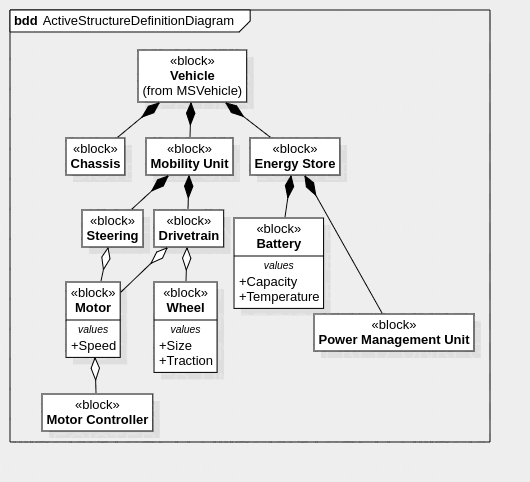 bdd ActiveStructureDefinitionDiagram
«block»
Vehicle
(from MSVehicle)
«block»
Chassis
«block»
Mobility Unit
«block»
Energy Store
«block»
Steering
«block»
Drivetrain
«block»
Battery
values
+Capacity
+Temperature
«block»
Motor
values
+Speed
«block»
Wheel
values
+Size
+Traction
«block»
Power Management Unit
«block»
Motor Controller